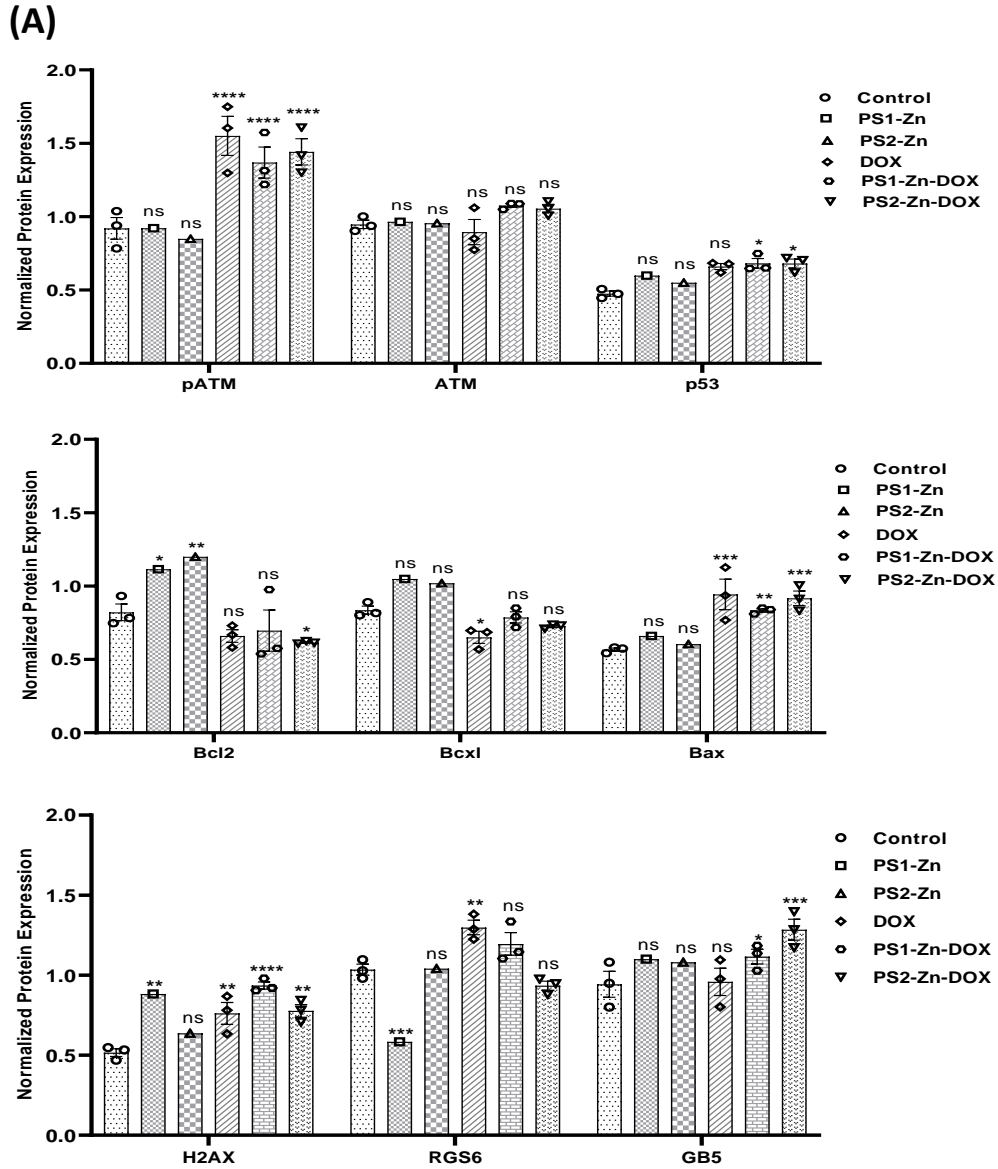 (A)
Normalized Protein Expression
2.0
1.5
1.0
0.5
0.0
ns ns **** **** ****
ns ns ns ns ns
ns ns ns * *
pATM ATM p53
Control
PS1-Zn
PS2-Zn
DOX
PS1-Zn-DOX
PS2-Zn-DOX
Normalized Protein Expression
2.0
1.5
1.0
0.5
0.0
* ** ns ns *
ns ns * ns ns
ns ns *** ** ***
Bcl2 Bcxl Bax
Control
PS1-Zn
PS2-Zn
DOX
PS1-Zn-DOX
PS2-Zn-DOX
Normalized Protein Expression
2.0
1.5
1.0
0.5
0.0
** ns ** **** **
*** ns ** ns ns
ns ns ns * ***
H2AX RGS6 GB5
Control
PS1-Zn
PS2-Zn
DOX
PS1-Zn-DOX
PS2-Zn-DOX